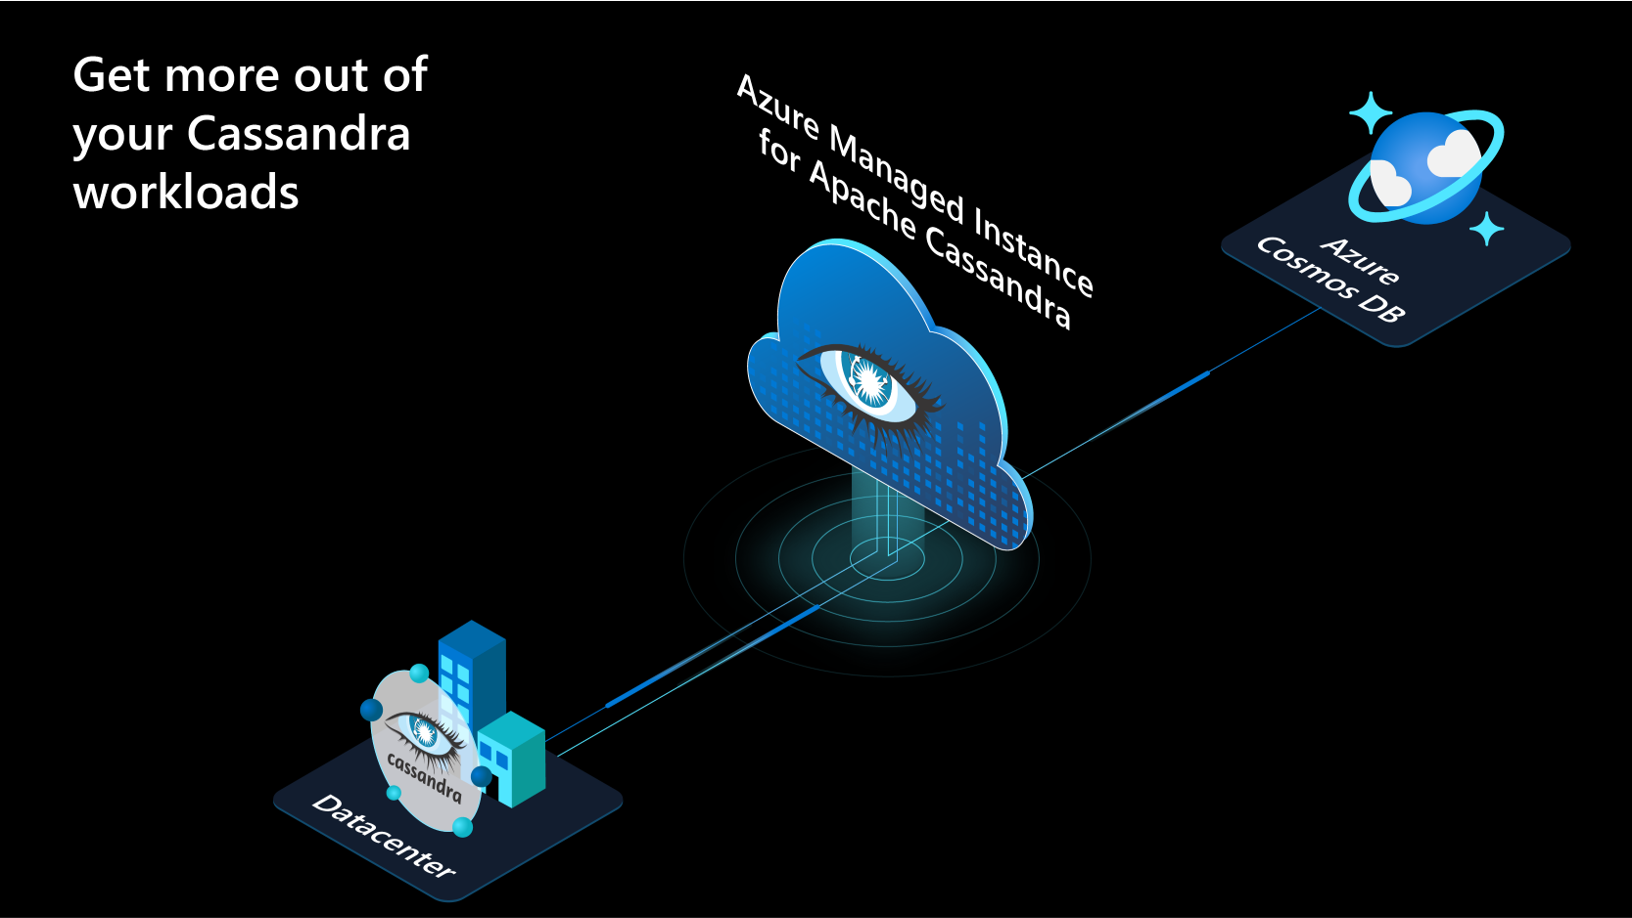 Get more out of
your Cassandra
workloads
Azure Managed Instance
for Apache Cassandra
Azure
Cosmos DB
cassandra
Datacenter